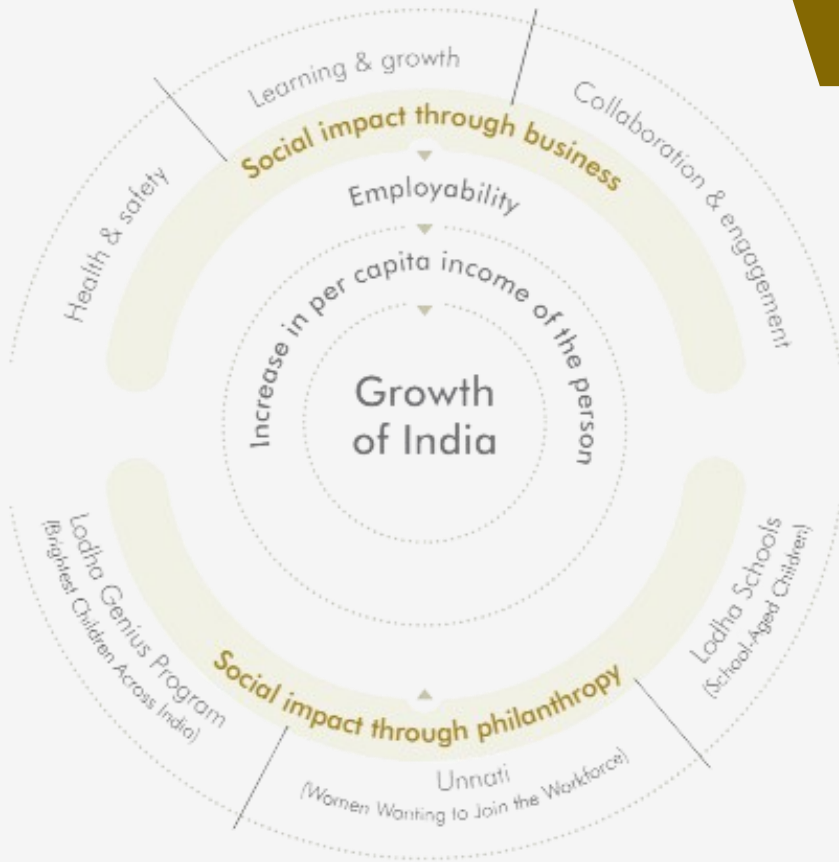 Health & safety
Learning & growth
Collaboration & engagement
Social impact through business
Employability
Increase in per capita income of the person
Growth
of India
Social impact through philanthropy
Lodha Genius Program
(Brightest Children Across India)
Unnati
(Women Wanting to Join the Workforce)
Lodha Schools
(School-Aged Children)